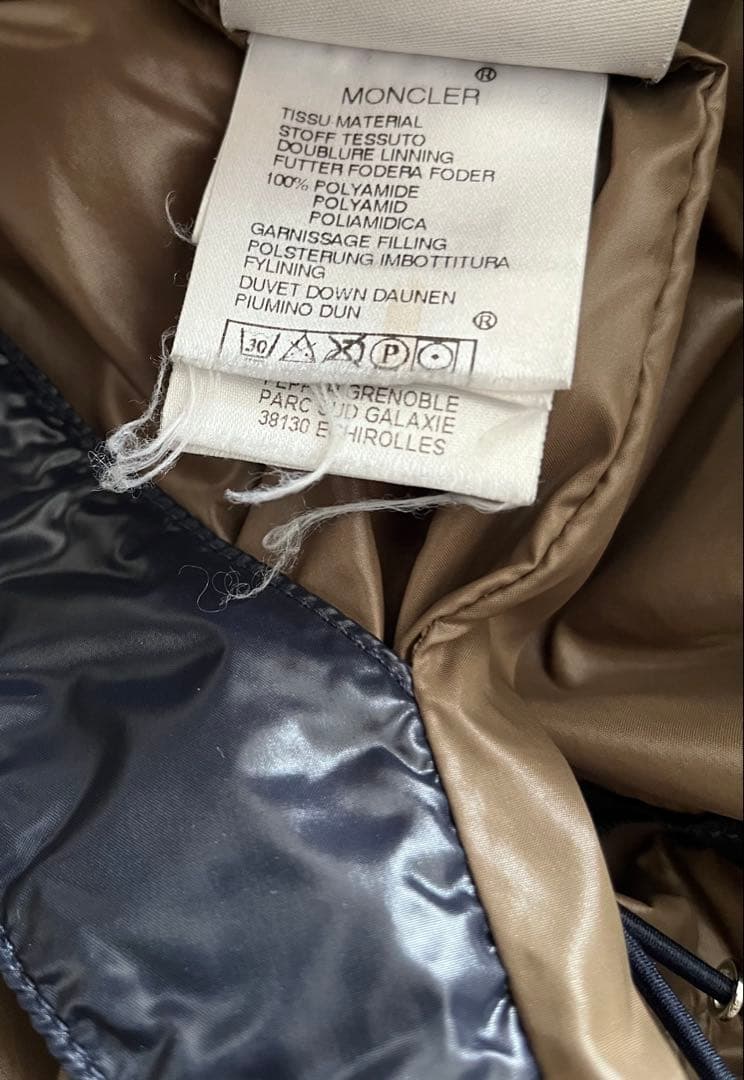 ®
MONCLER
TISSU MATERIAL
STOFF TESSUTO
DOUBLURE LINNING
FUTTER FODERA FODER
100% POLYAMIDE
POLYAMID
POLIAMIDICA
GARNISSAGE FILLING
POLSTERUNG IMBOTTITURA
FYLINING
DUVET DOWN DAUNEN
PIUMINO DUN
®
30 P
GRENOBLE
PARC SUD GALAXIE
38130 ECHIROLLES